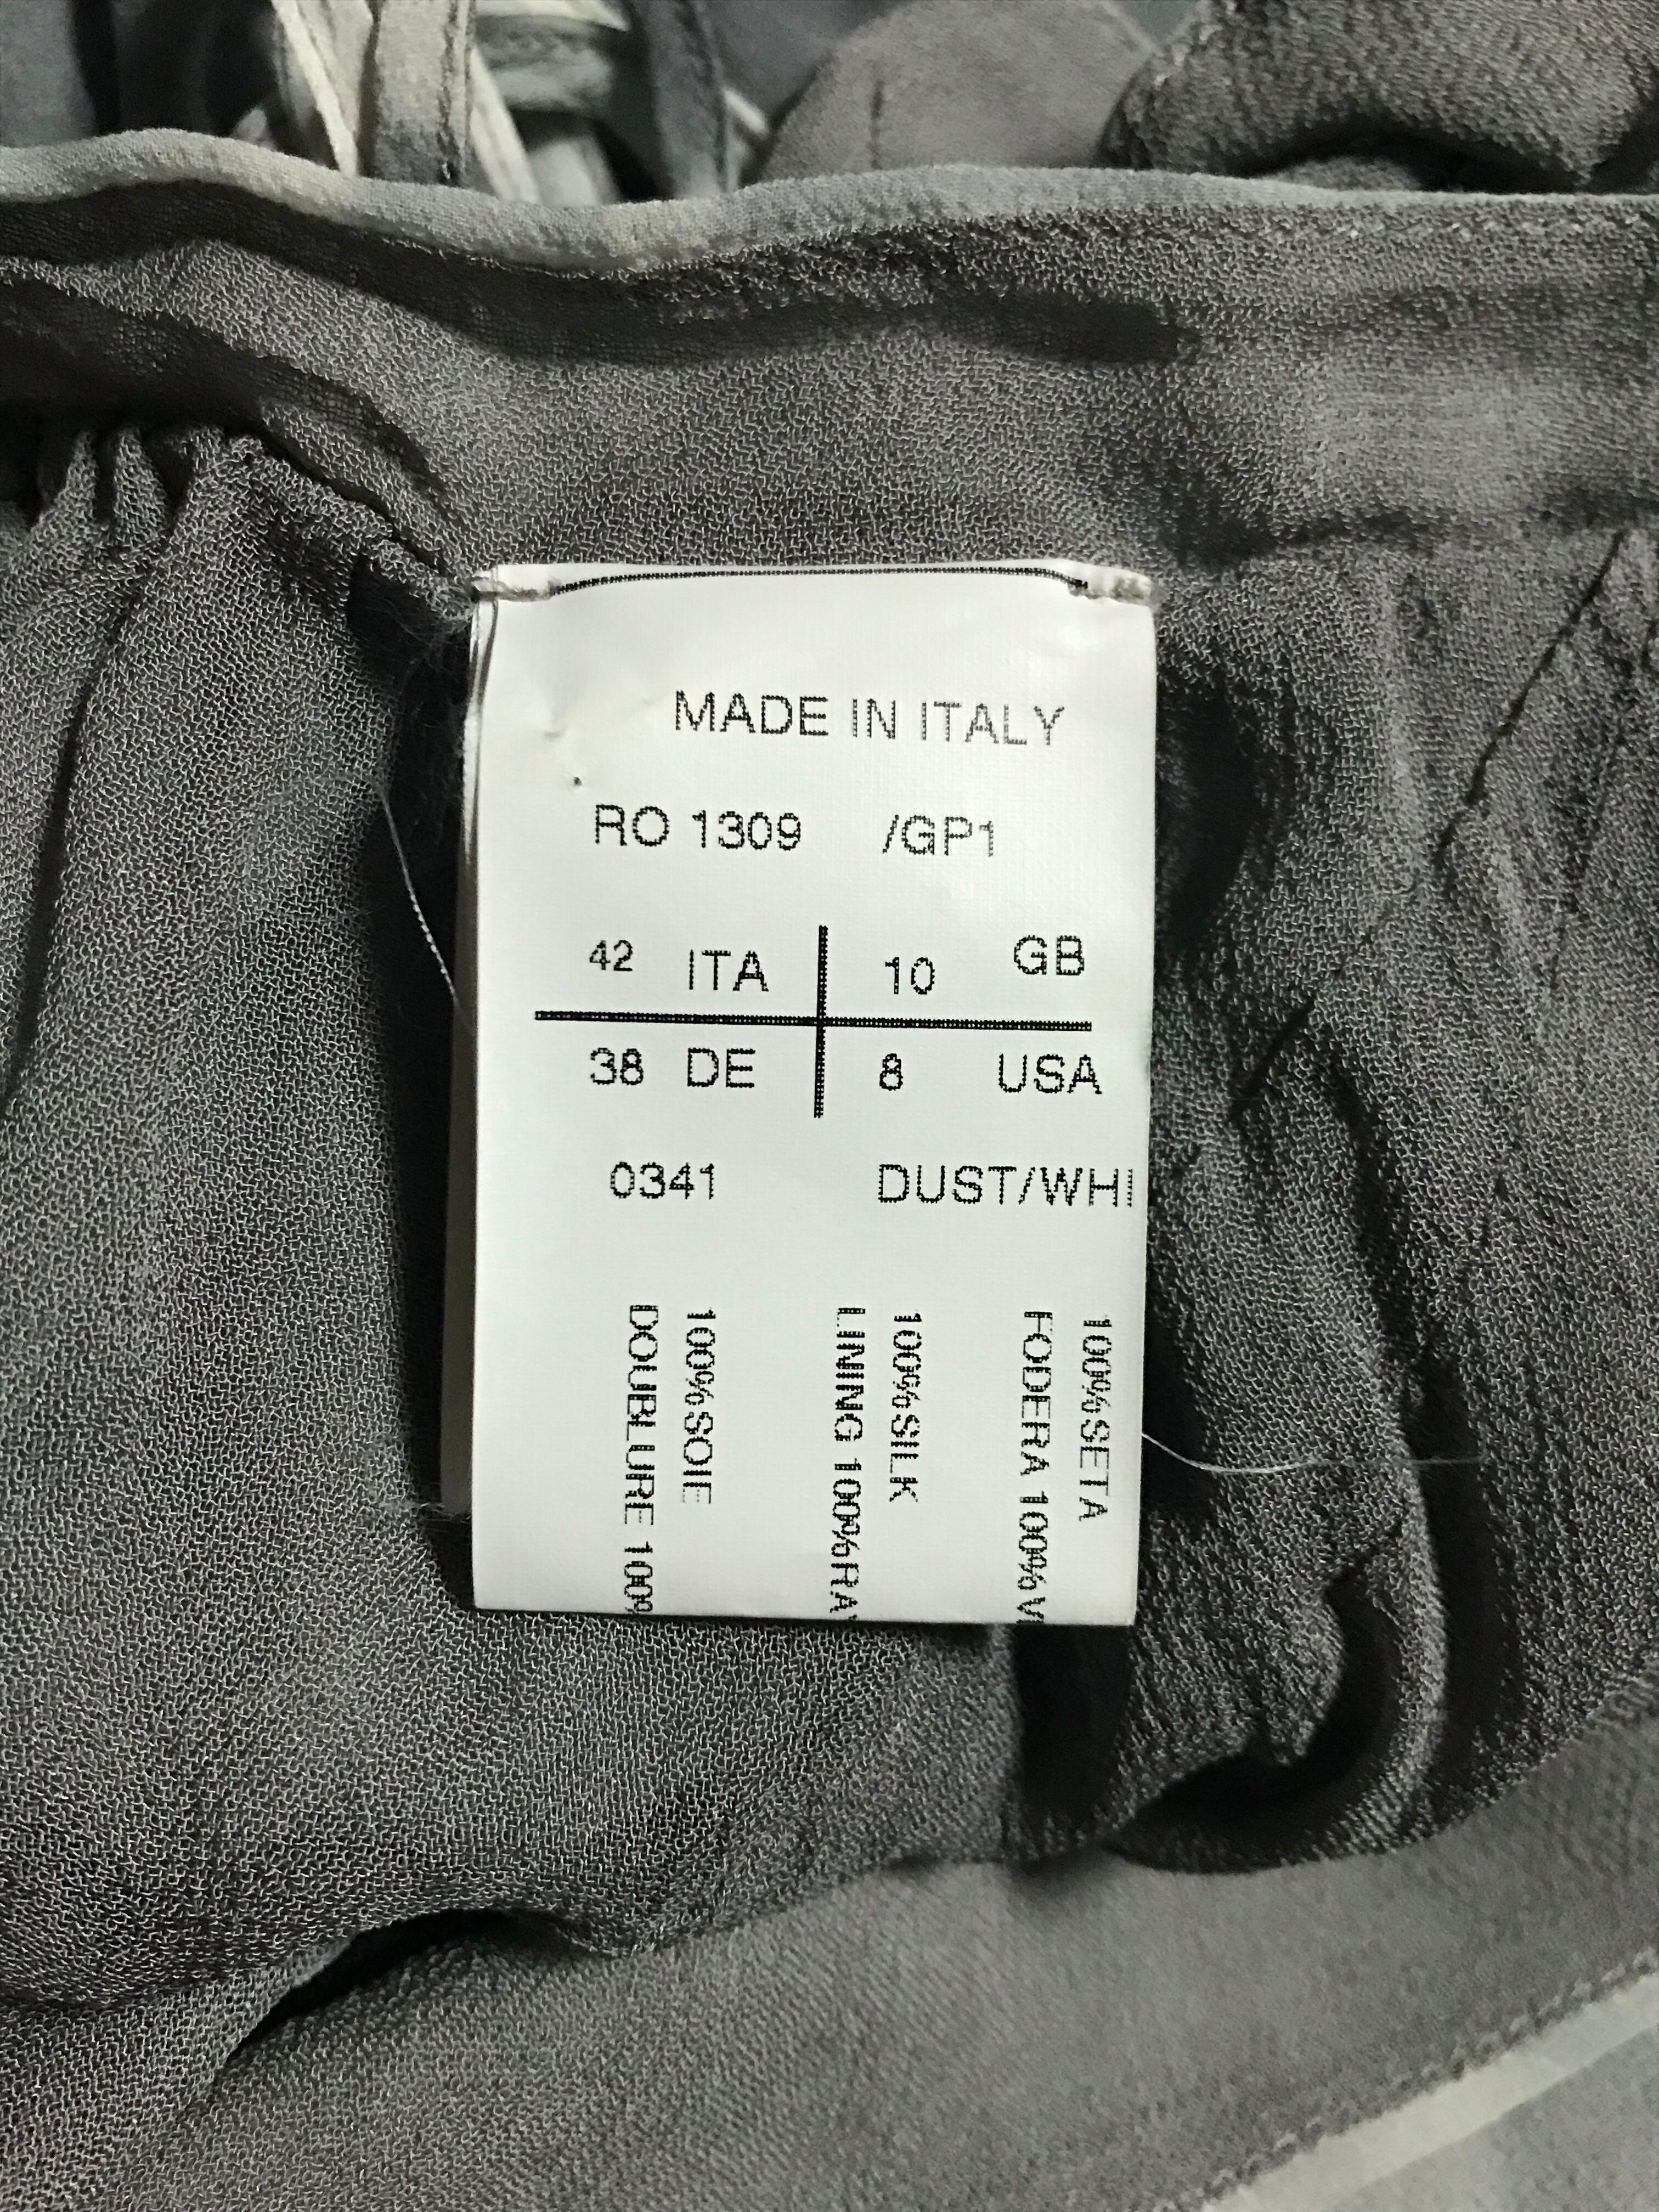 MADE IN ITALY
RO 1309 /GP1
42 ITA 10 GB
38 DE 8 USA
0341 DUST/WHI
100%SETA
FODERA 100%V
100%SILK
LINING 100%RA
100%SOIE
DOUBLURE 100%